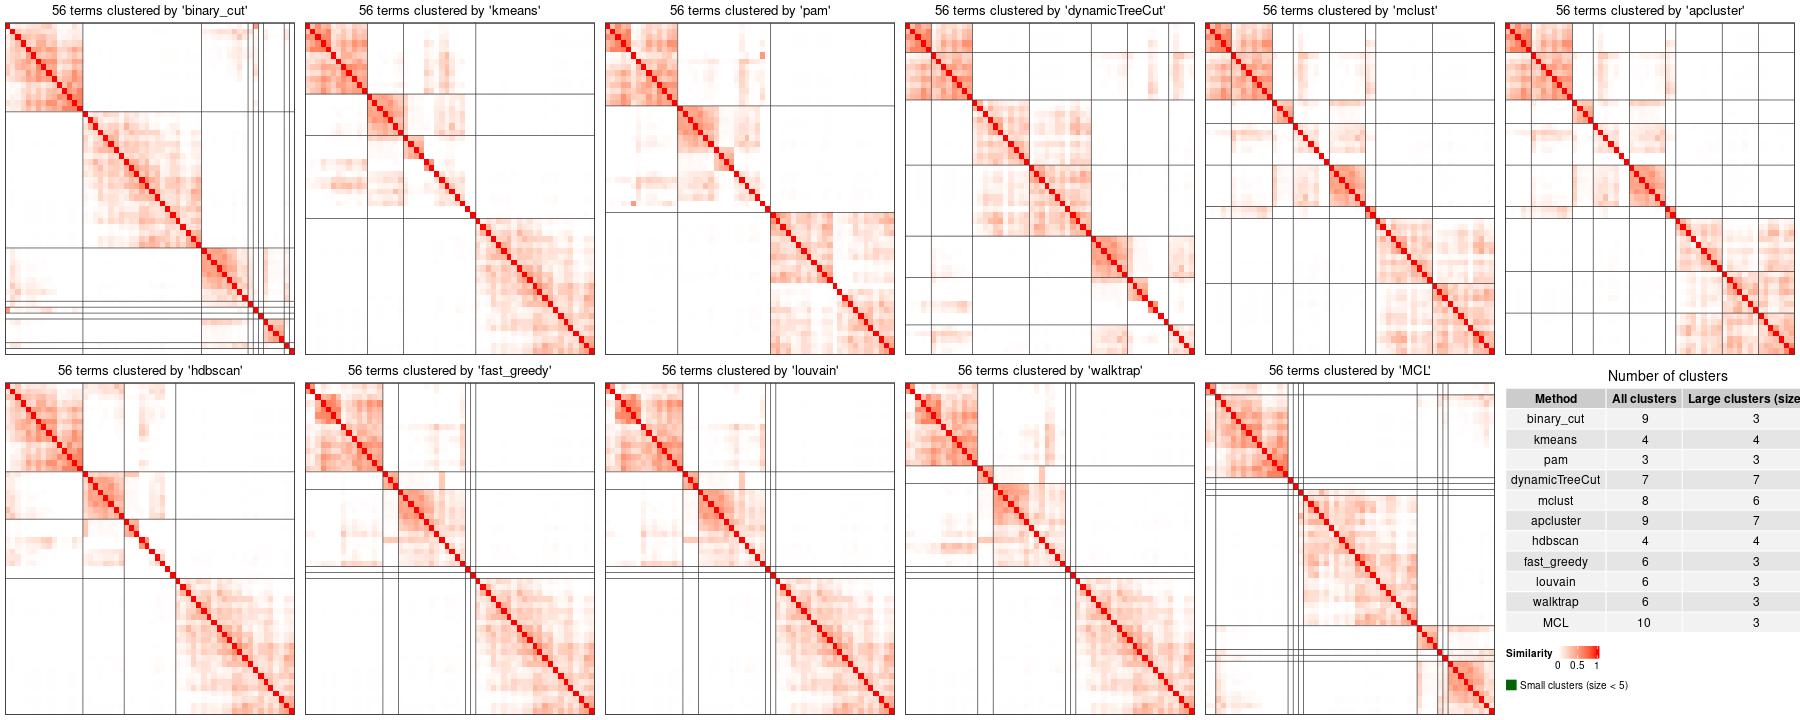 56 terms clustered by 'binary_cut'
56 terms clustered by 'kmeans'
56 terms clustered by 'pam'
56 terms clustered by 'dynamicTreeCut'
56 terms clustered by 'mclust'
56 terms clustered by 'apcluster'
56 terms clustered by 'hdbscan'
56 terms clustered by 'fast_greedy'
56 terms clustered by 'louvain'
56 terms clustered by 'walktrap'
56 terms clustered by 'MCL'
Number of clusters
Method All clusters Large clusters (size
binary_cut 9 3
kmeans 4 4
pam 3 3
dynamicTreeCut 7 7
mclust 8 6
apcluster 9 7
hdbscan 4 4
fast_greedy 6 3
louvain 6 3
walktrap 6 3
MCL 10 3
Similarity
0 0.5 1
Small clusters (size < 5)